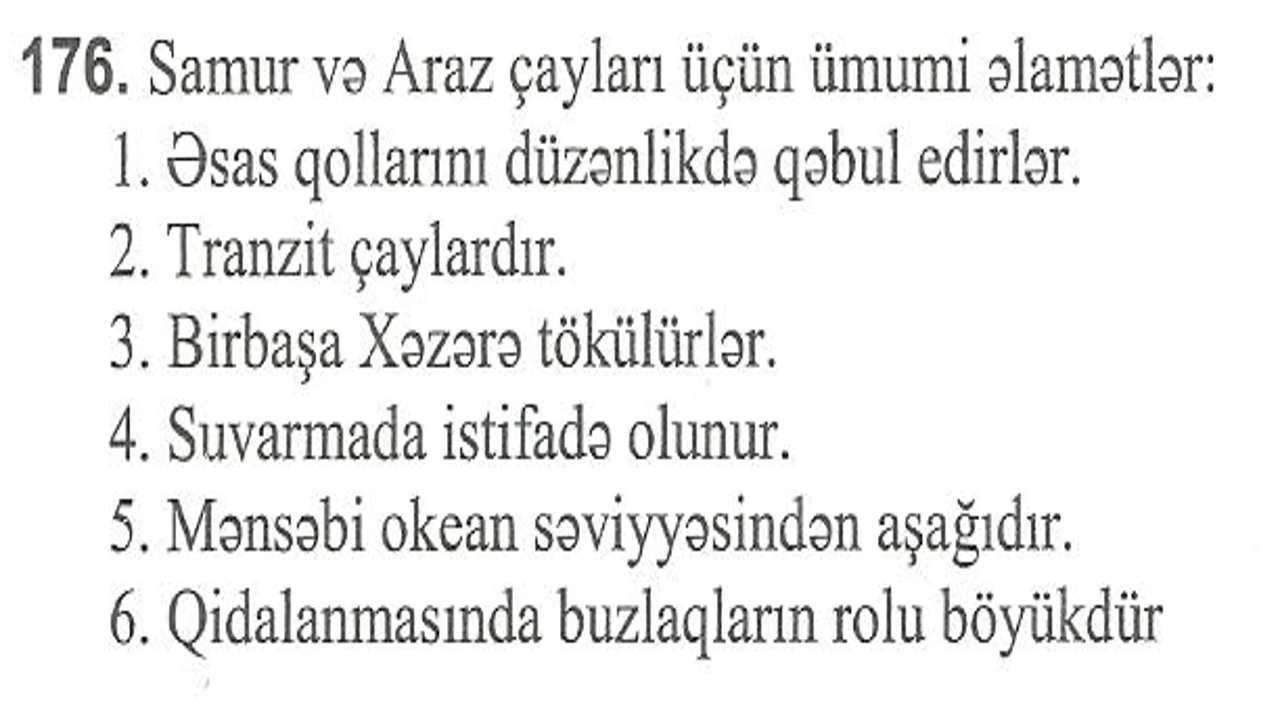 176. Samur və Araz çayları üçün ümumi əlamətlər:
1. Əsas qollarını düzənlikdə qəbul edirlər.
2. Tranzit çaylardır.
3. Birbaşa Xəzərə tökülürlər.
4. Suvarmada istifadə olunur.
5. Mənsəbi okean səviyyəsindən aşağıdır.
6. Qidalanmasında buzlaqların rolu böyükdür